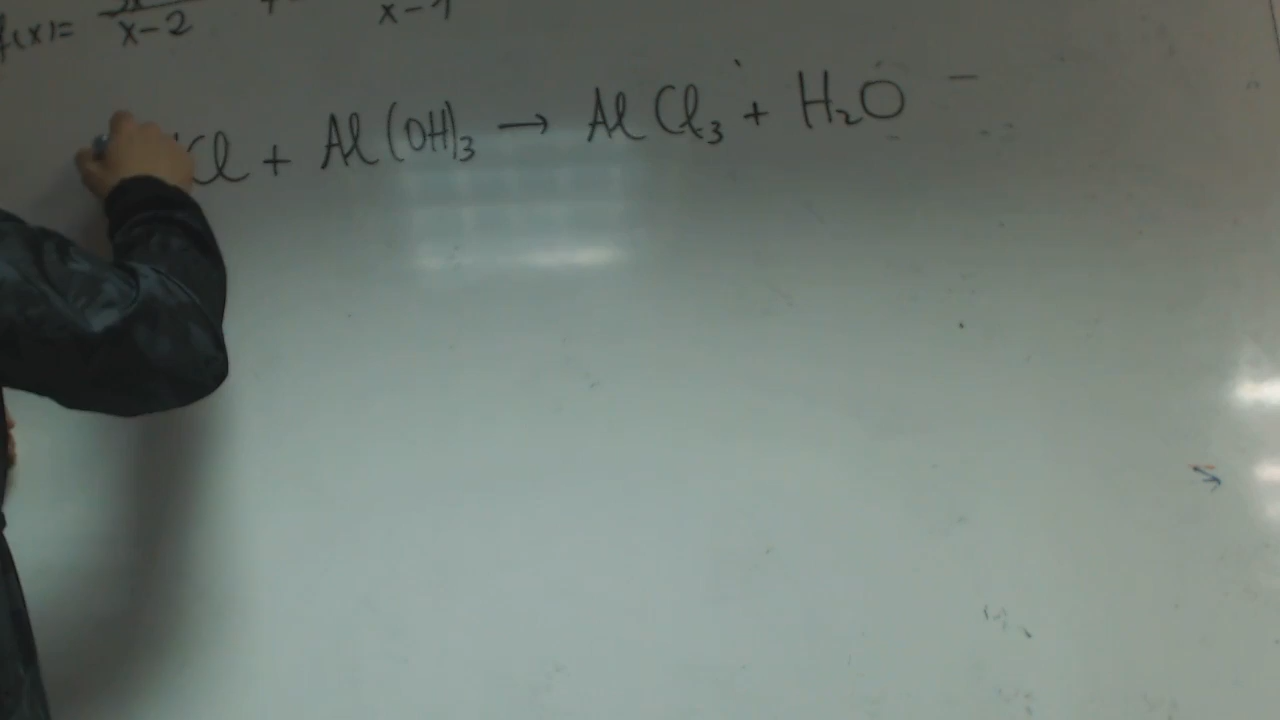 f(x)= x-2 + x-1
Cl + Al(OH)₃ → AlCl₃ + H₂O